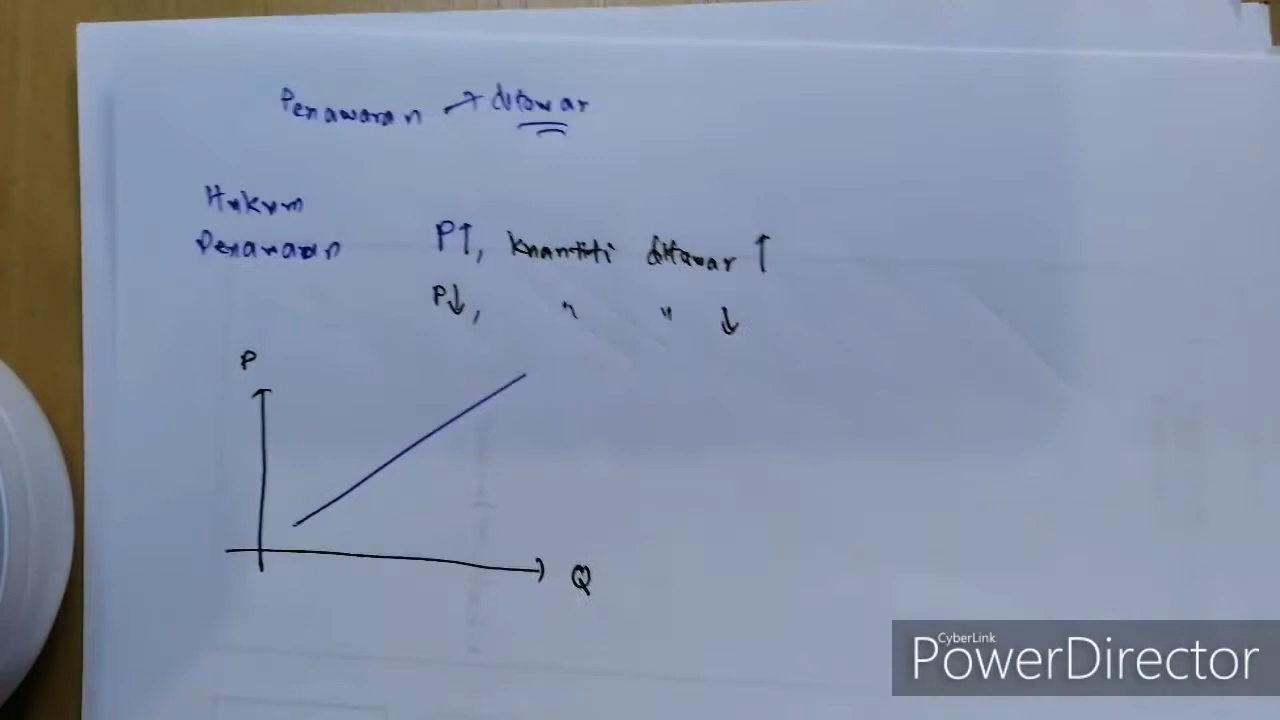 Penawaran → ditawar
Hukum
Penawaran
P↑, kuantiti ditawar ↑
P↓, " " ↓
P
Q
CyberLink
PowerDirector